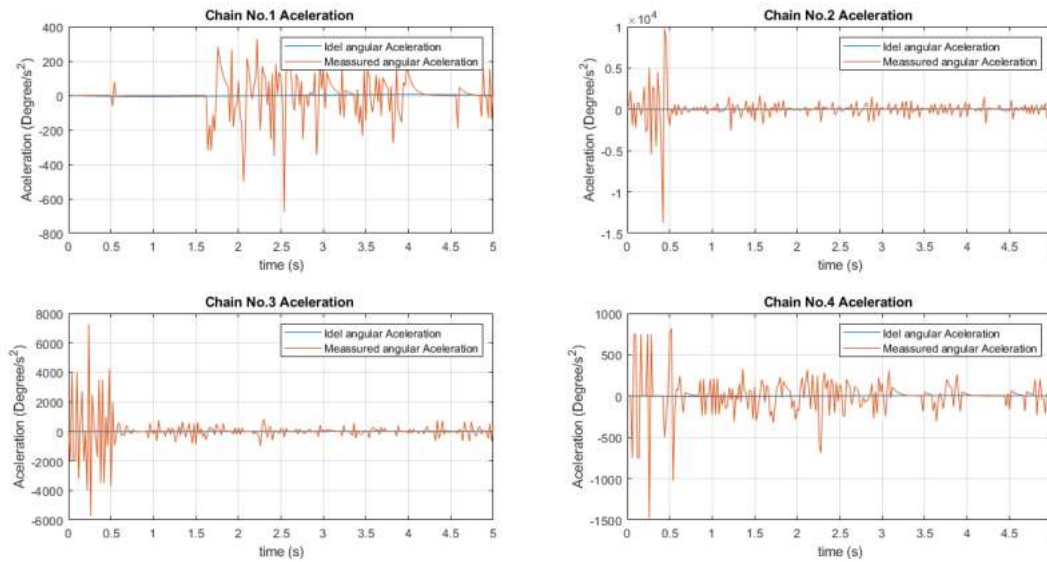 Chain No.1 Aceleration
Aceleration (Degree/s²)
400
200
0
-200
-400
-600
-800
Idel angular Aceleration
Meassured angular Aceleration
0 0.5 1 1.5 2 2.5 3 3.5 4 4.5 5
time (s)
Chain No.2 Aceleration
× 10⁴
Aceleration (Degree/s²)
1
0.5
0
-0.5
-1
-1.5
Idel angular Aceleration
Meassured angular Aceleration
0 0.5 1 1.5 2 2.5 3 3.5 4 4.5 5
time (s)
Chain No.3 Aceleration
Aceleration (Degree/s²)
8000
6000
4000
2000
0
-2000
-4000
-6000
Idel angular Aceleration
Meassured angular Aceleration
0 0.5 1 1.5 2 2.5 3 3.5 4 4.5 5
time (s)
Chain No.4 Aceleration
Aceleration (Degree/s²)
1000
500
0
-500
-1000
-1500
Idel angular Aceleration
Meassured angular Aceleration
0 0.5 1 1.5 2 2.5 3 3.5 4 4.5 5
time (s)